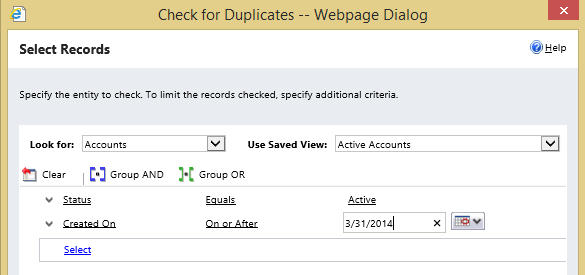 Check for Duplicates -- Webpage Dialog
Select Records
Help
Specify the entity to check. To limit the records checked, specify additional criteria.
Look for: Accounts Use Saved View: Active Accounts
Clear Group AND Group OR
Status Equals Active
Created On On or After 3/31/2014
Select